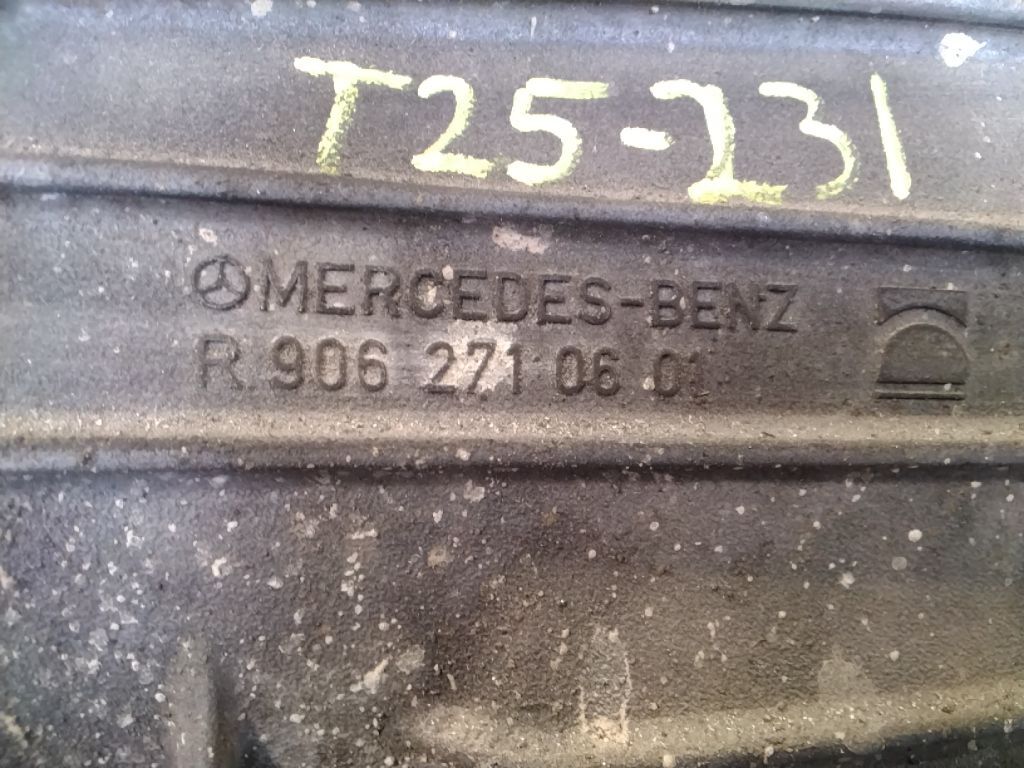 T25-231
MERCEDES-BENZ
R 906 271 06 01